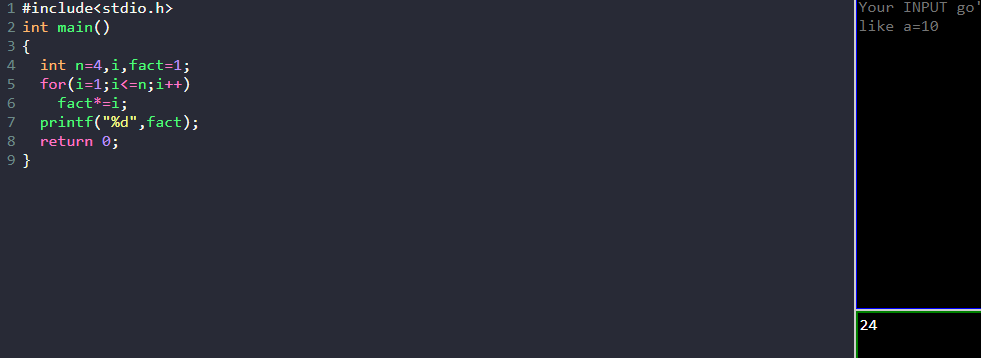 1 #include<stdio.h>
2 int main()
3 {
4   int n=4,i,fact=1;
5   for(i=1;i<=n;i++)
6     fact*=i;
7   printf("%d",fact);
8   return 0;
9 }
Your INPUT go'
like a=10
24